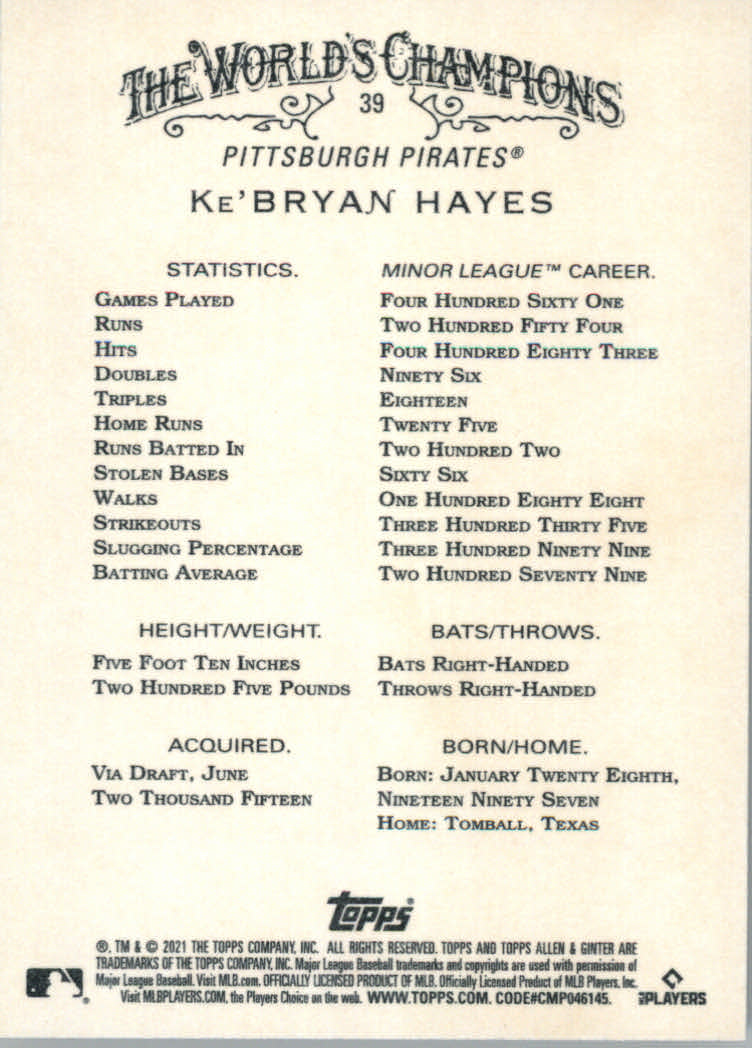 THE WORLD'S CHAMPIONS
39
PITTSBURGH PIRATES®
KE'BRYAN HAYES
STATISTICS. MINOR LEAGUE™ CAREER.
GAMES PLAYED FOUR HUNDRED SIXTY ONE
RUNS TWO HUNDRED FIFTY FOUR
HITS FOUR HUNDRED EIGHTY THREE
DOUBLES NINETY SIX
TRIPLES EIGHTEEN
HOME RUNS TWENTY FIVE
RUNS BATTED IN TWO HUNDRED TWO
STOLEN BASES SIXTY SIX
WALKS ONE HUNDRED EIGHTY EIGHT
STRIKEOUTS THREE HUNDRED THIRTY FIVE
SLUGGING PERCENTAGE THREE HUNDRED NINETY NINE
BATTING AVERAGE TWO HUNDRED SEVENTY NINE
HEIGHT/WEIGHT. BATS/THROWS.
FIVE FOOT TEN INCHES BATS RIGHT-HANDED
TWO HUNDRED FIVE POUNDS THROWS RIGHT-HANDED
ACQUIRED. BORN/HOME.
VIA DRAFT, JUNE BORN: JANUARY TWENTY EIGHTH,
TWO THOUSAND FIFTEEN NINETEEN NINETY SEVEN
HOME: TOMBALL, TEXAS
Topps
®, TM & © 2021 THE TOPPS COMPANY, INC. ALL RIGHTS RESERVED. TOPPS AND TOPPS ALLEN & GINTER ARE
TRADEMARKS OF THE TOPPS COMPANY, INC. Major League Baseball trademarks and copyrights are used with permission of
Major League Baseball. Visit MLB.com. OFFICIALLY LICENSED PRODUCT OF MLB. Officially Licensed Product of MLB Players, Inc.
Visit MLBPLAYERS.COM, the Players Choice on the web. WWW.TOPPS.COM. CODE#CMP046145.
MLB PLAYERS